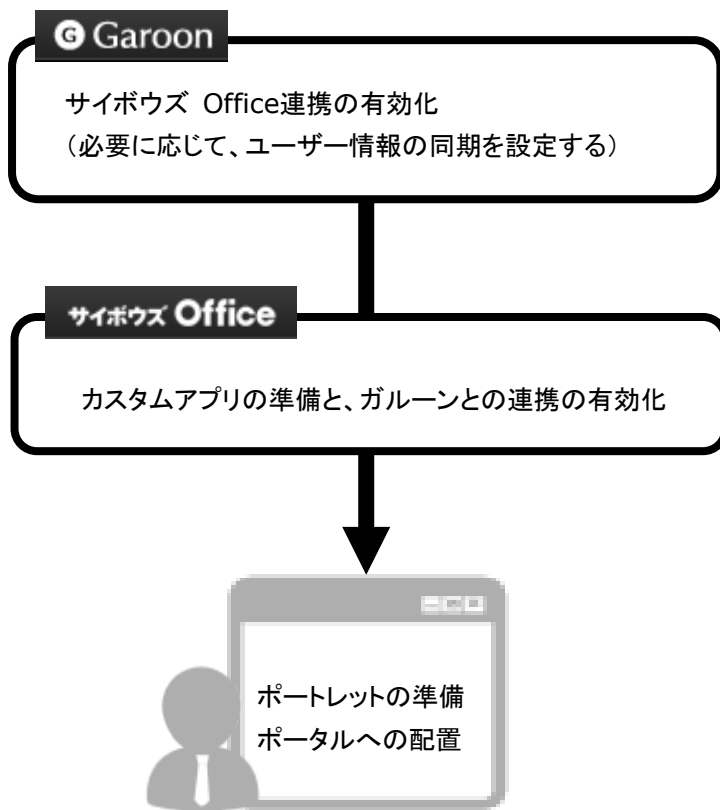 G Garoon
サイボウズ Office連携の有効化
（必要に応じて、ユーザー情報の同期を設定する）
サイボウズ Office
カスタムアプリの準備と、ガルーンとの連携の有効化
ポートレットの準備
ポータルへの配置